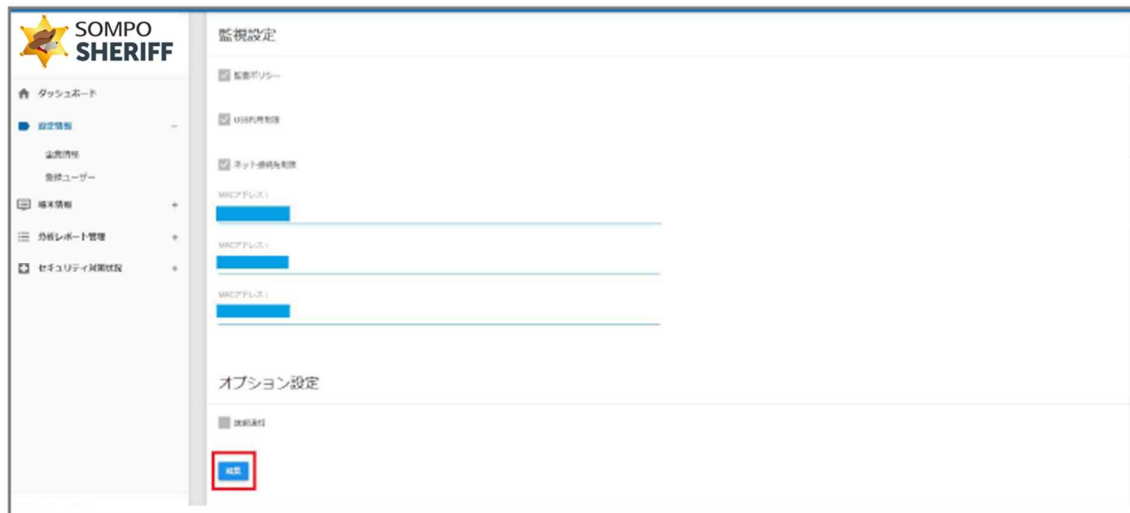 SOMPO
SHERIFF
ダッシュボード
設定情報
企業情報
登録ユーザー
端末情報
分析レポート管理
セキュリティ対策状況
監視設定
監査ポリシー
USB利用制限
ネット接続先制限
MACアドレス：
MACアドレス：
MACアドレス：
オプション設定
編集